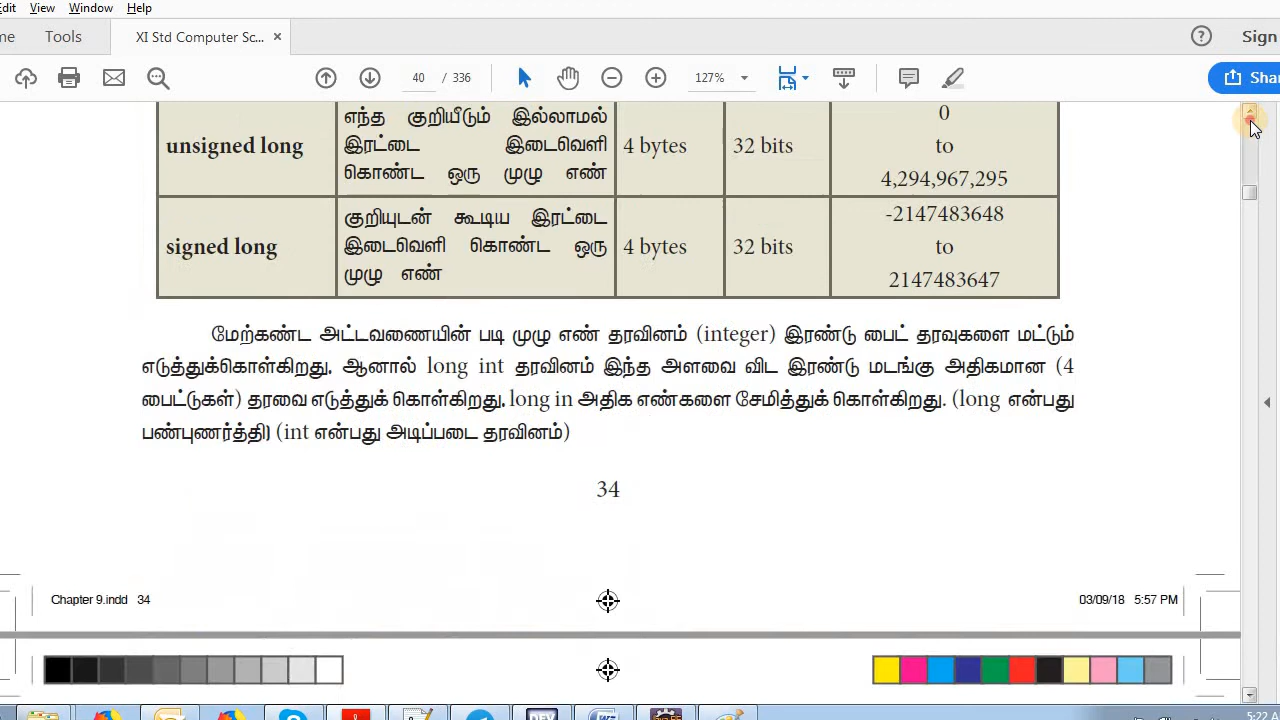 Edit View Window Help
me Tools XI Std Computer Sc... × ? Sign
40 / 336 127% Shar
unsigned long எந்த குறியீடும் இல்லாமல் இரட்டை இடைவெளி கொண்ட ஒரு முழு எண் 4 bytes 32 bits 0 to 4,294,967,295
signed long குறியுடன் கூடிய இரட்டை இடைவெளி கொண்ட ஒரு முழு எண் 4 bytes 32 bits -2147483648 to 2147483647
மேற்கண்ட அட்டவணையின் படி முழு எண் தரவினம் (integer) இரண்டு பைட் தரவுகளை மட்டும்
எடுத்துக்கொள்கிறது. ஆனால் long int தரவினம் இந்த அளவை விட இரண்டு மடங்கு அதிகமான (4
பைட்டுகள்) தரவை எடுத்துக் கொள்கிறது. long in அதிக எண்களை சேமித்துக் கொள்கிறது. (long என்பது
பண்புணர்த்தி) (int என்பது அடிப்படை தரவினம்)
34
Chapter 9.indd 34 03/09/18 5:57 PM
DEV
5:22 A